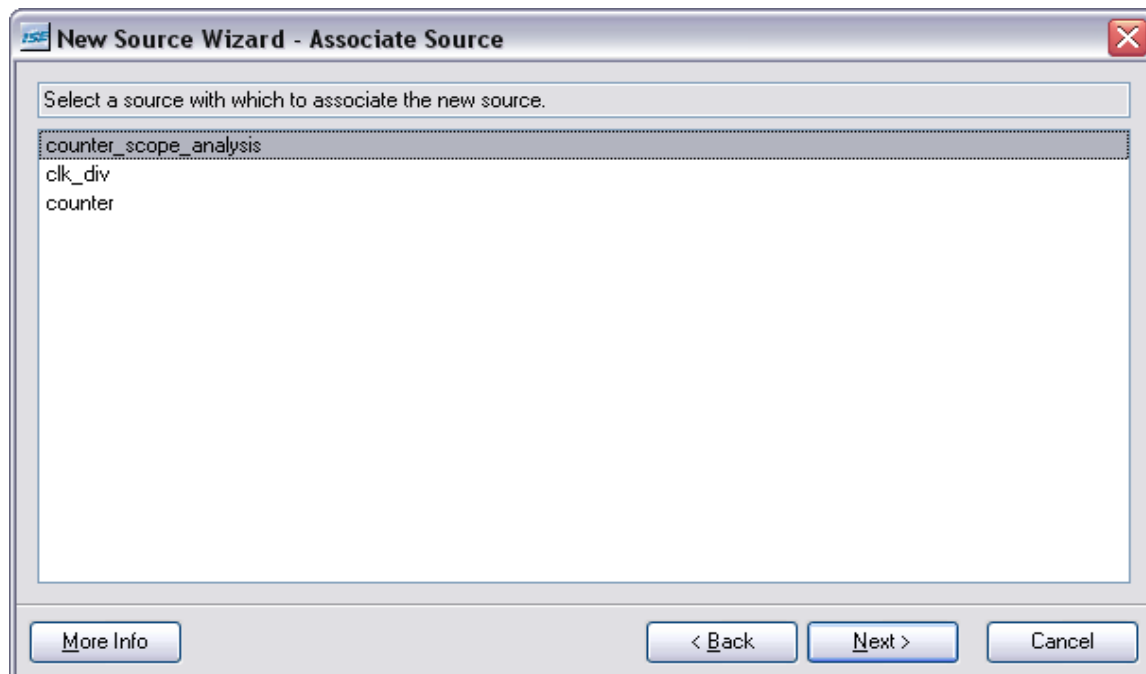 ISE New Source Wizard - Associate Source
Select a source with which to associate the new source.
counter_scope_analysis
clk_div
counter
More Info
< Back
Next >
Cancel